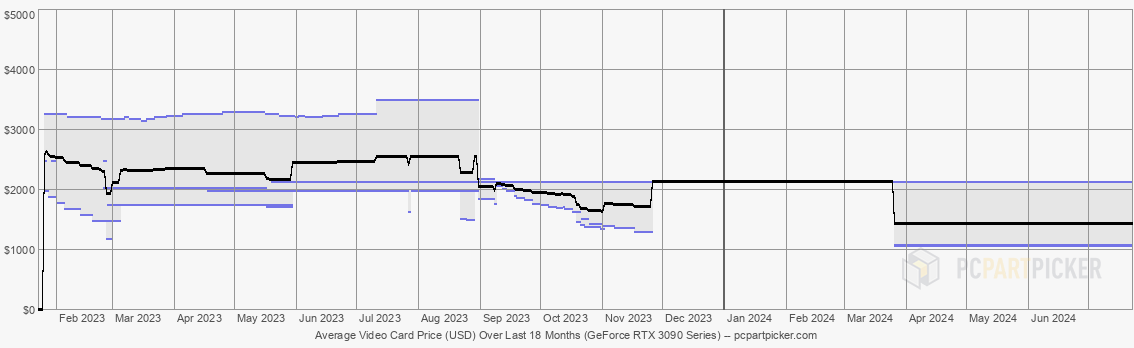 $5000
$4000
$3000
$2000
$1000
$0
Feb 2023 Mar 2023 Apr 2023 May 2023 Jun 2023 Jul 2023 Aug 2023 Sep 2023 Oct 2023 Nov 2023 Dec 2023 Jan 2024 Feb 2024 Mar 2024 Apr 2024 May 2024 Jun 2024
PCPARTPICKER
Average Video Card Price (USD) Over Last 18 Months (GeForce RTX 3090 Series) -- pcpartpicker.com